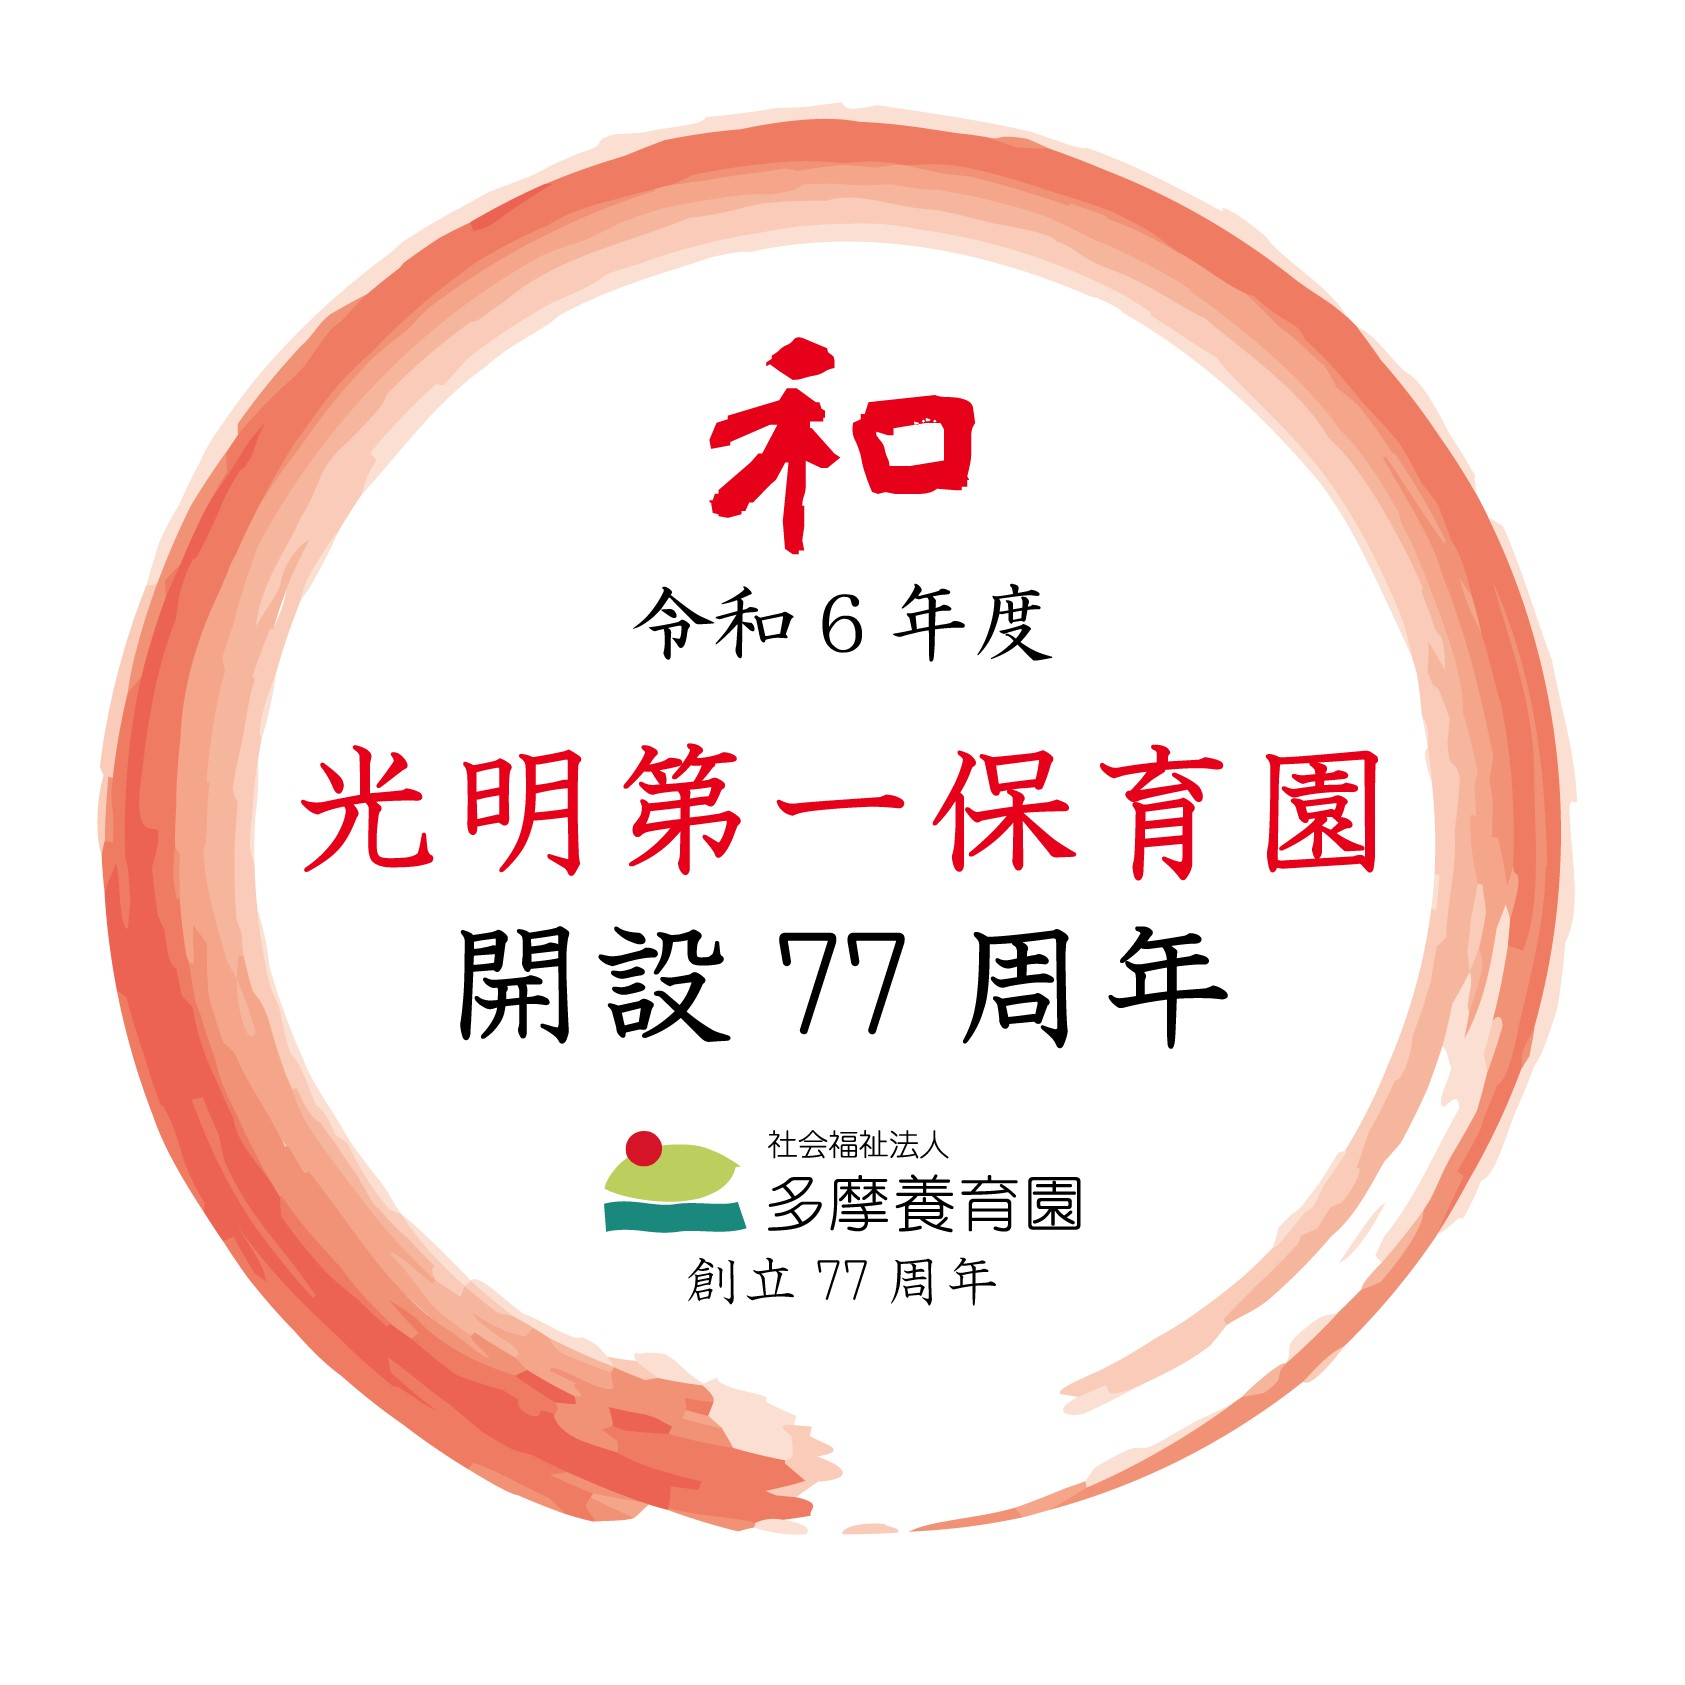 和
令和6年度
光明第一保育園
開設77周年
社会福祉法人
多摩養育園
創立77周年